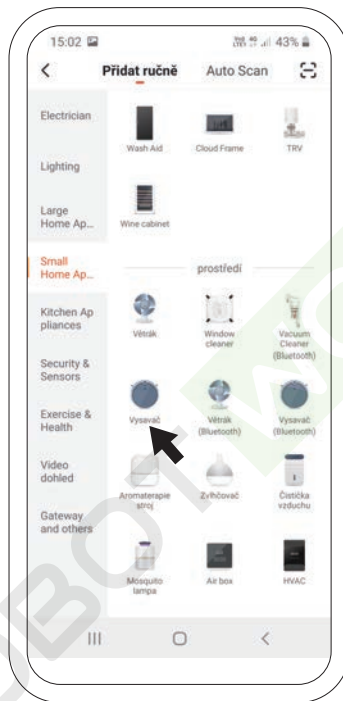 15:02
43%
Přidat ručně
Auto Scan
Electrician
Lighting
Large
Home Ap...
Small
Home Ap...
Kitchen Ap
pliances
Security &
Sensors
Exercise &
Health
Video
dohled
Gateway
and others
Wash Aid
Cloud Frame
TRV
Wine cabinet
prostředí
Větrák
Window
cleaner
Vacuum
Cleaner
(Bluetooth)
Vysavač
Větrák
(Bluetooth)
Vysavač
(Bluetooth)
Aromaterapie
stroj
Zvlhčovač
Čistička
vzduchu
Mosquito
lampa
Air box
HVAC